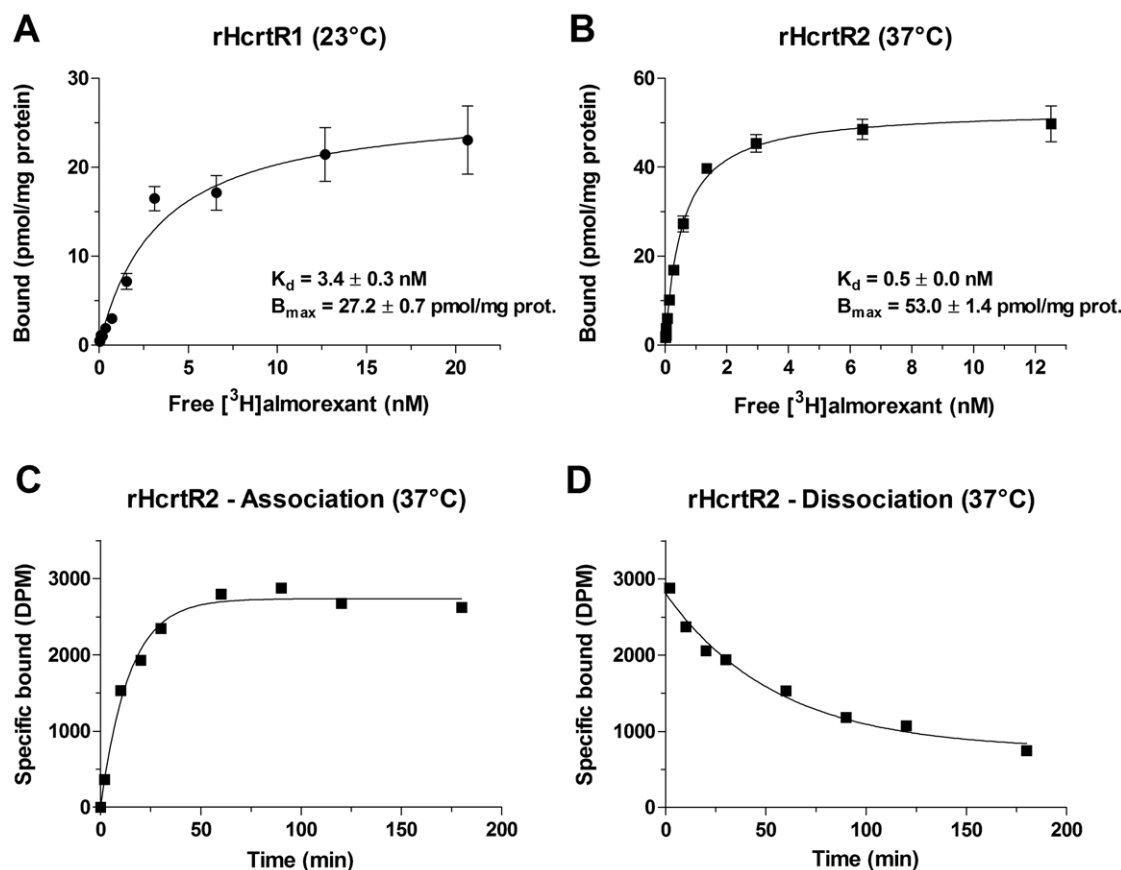 A
rHcrtR1 (23°C)
Bound (pmol/mg protein)
30
20
10
0
K_d = 3.4 ± 0.3 nM
B_max = 27.2 ± 0.7 pmol/mg prot.
0 5 10 15 20
Free [³H]almorexant (nM)
B
rHcrtR2 (37°C)
Bound (pmol/mg protein)
60
40
20
0
K_d = 0.5 ± 0.0 nM
B_max = 53.0 ± 1.4 pmol/mg prot.
0 2 4 6 8 10 12
Free [³H]almorexant (nM)
C
rHcrtR2 - Association (37°C)
Specific bound (DPM)
3000
2000
1000
0
0 50 100 150 200
Time (min)
D
rHcrtR2 - Dissociation (37°C)
Specific bound (DPM)
3000
2000
1000
0
0 50 100 150 200
Time (min)